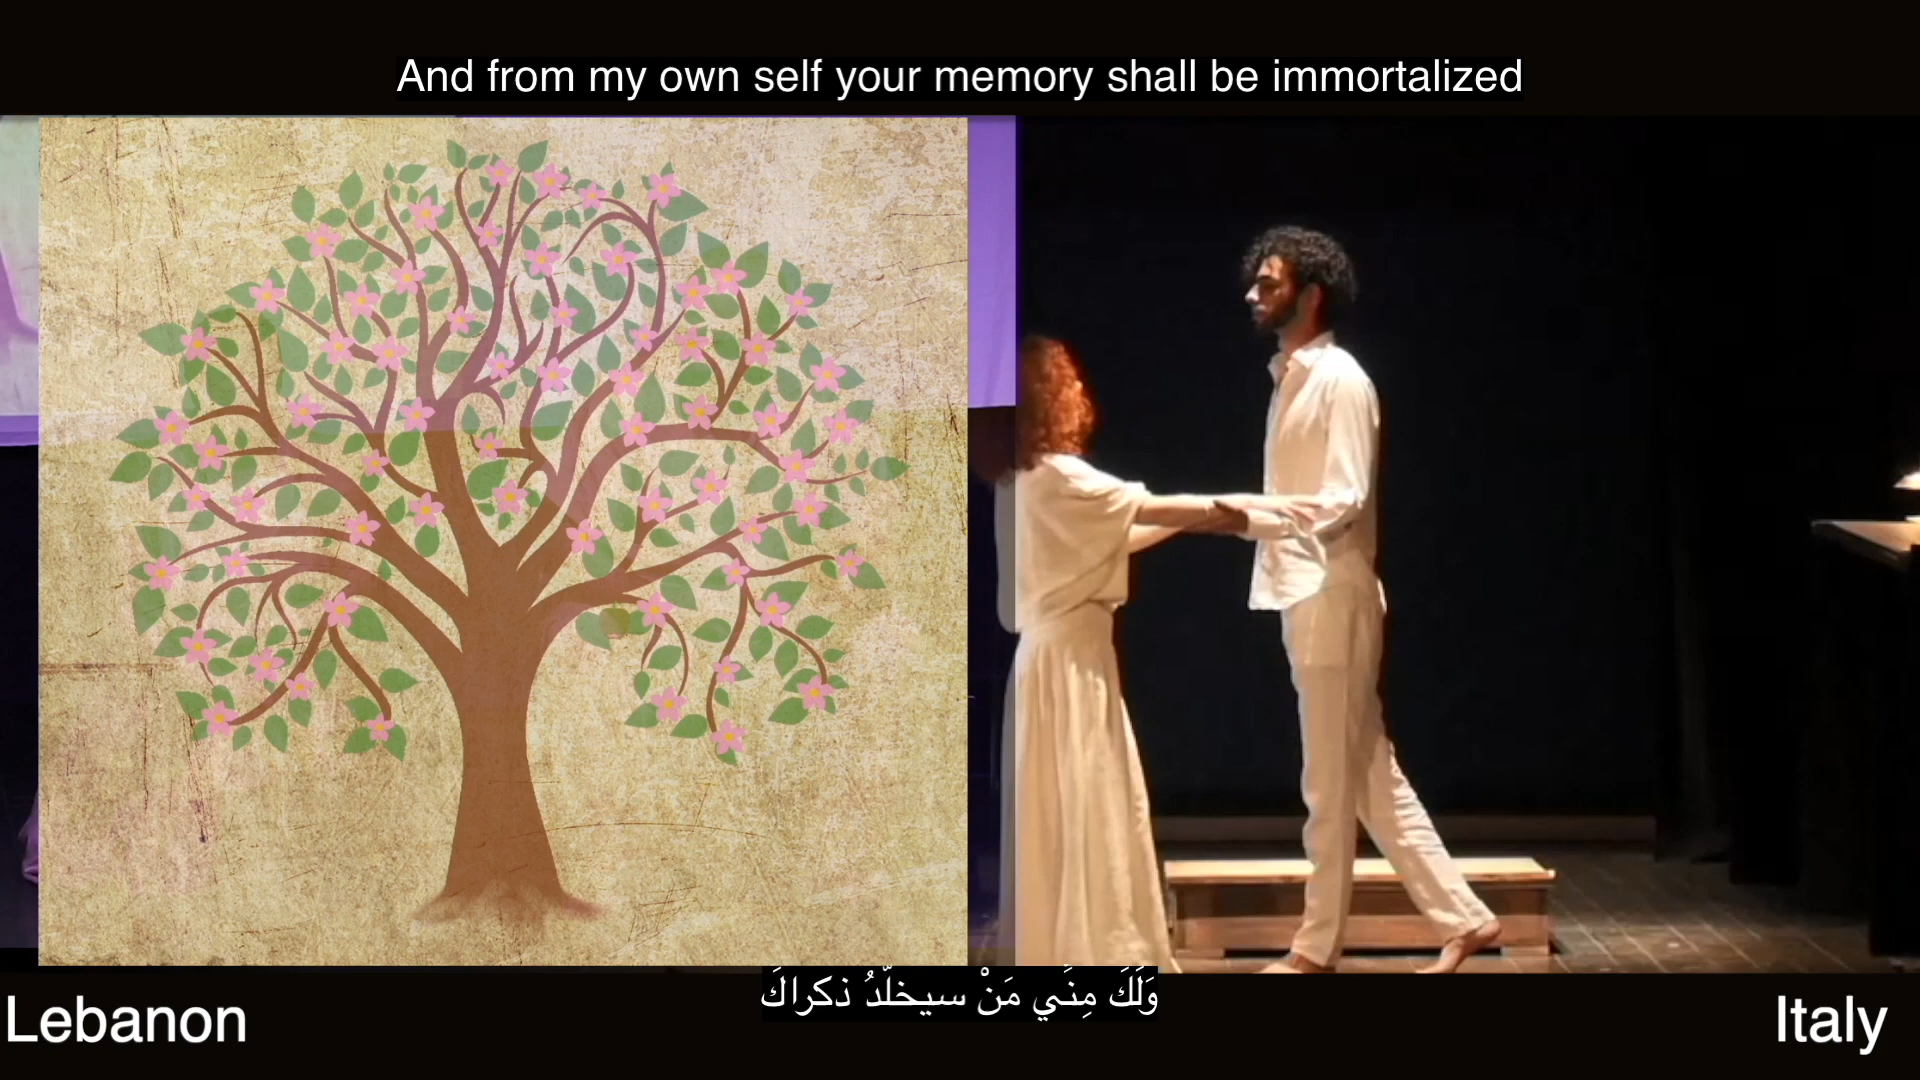 And from my own self your memory shall be immortalized
وَلَكَ مِنَّي مَنْ سيخلّدُ ذكراكَ
Lebanon
Italy